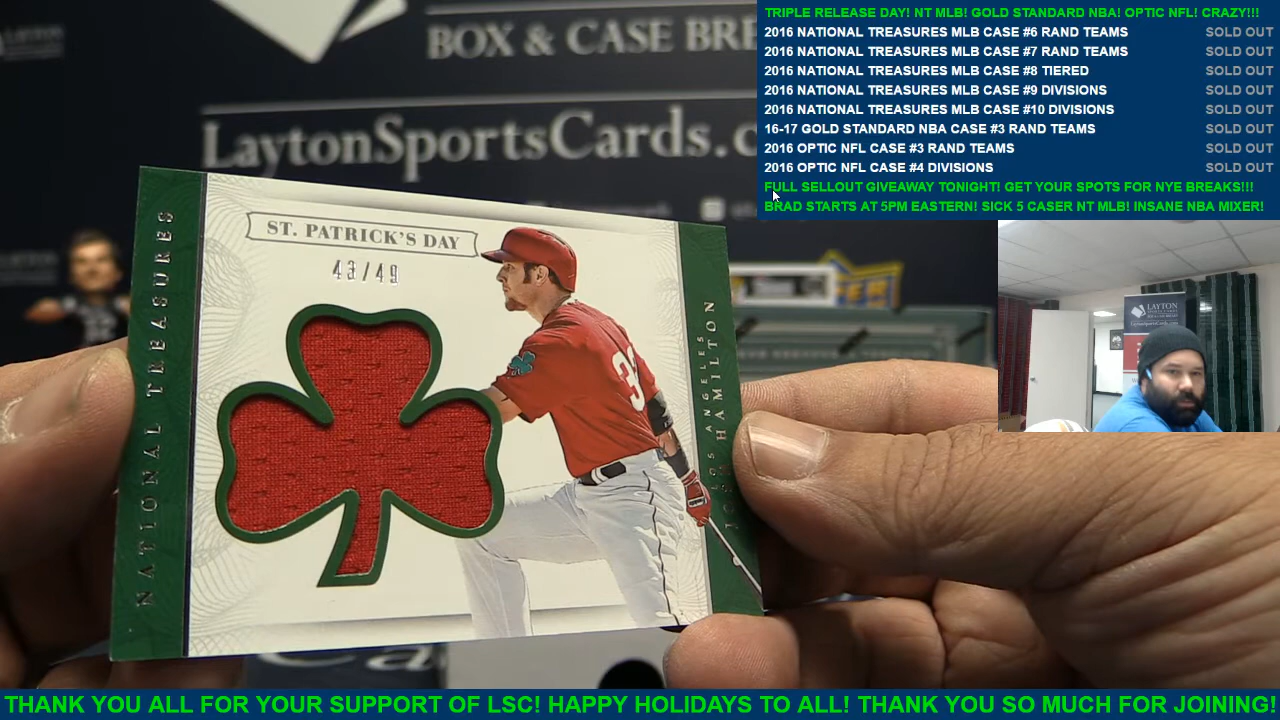 TRIPLE RELEASE DAY! NT MLB! GOLD STANDARD NBA! OPTIC NFL! CRAZY!!!
2016 NATIONAL TREASURES MLB CASE #6 RAND TEAMS SOLD OUT
2016 NATIONAL TREASURES MLB CASE #7 RAND TEAMS SOLD OUT
2016 NATIONAL TREASURES MLB CASE #8 TIERED SOLD OUT
2016 NATIONAL TREASURES MLB CASE #9 DIVISIONS SOLD OUT
2016 NATIONAL TREASURES MLB CASE #10 DIVISIONS SOLD OUT
16-17 GOLD STANDARD NBA CASE #3 RAND TEAMS SOLD OUT
2016 OPTIC NFL CASE #3 RAND TEAMS SOLD OUT
2016 OPTIC NFL CASE #4 DIVISIONS SOLD OUT
FULL SELLOUT GIVEAWAY TONIGHT! GET YOUR SPOTS FOR NYE BREAKS!!!
BRAD STARTS AT 5PM EASTERN! SICK 5 CASER NT MLB! INSANE NBA MIXER!
LAYTON
BOX & CASE BRE
LaytonSportsCards.c
NATIONAL TREASURES
ST. PATRICK'S DAY
43/49
LOS ANGELES
JOSH HAMILTON
LAYTON
THANK YOU ALL FOR YOUR SUPPORT OF LSC! HAPPY HOLIDAYS TO ALL! THANK YOU SO MUCH FOR JOINING!